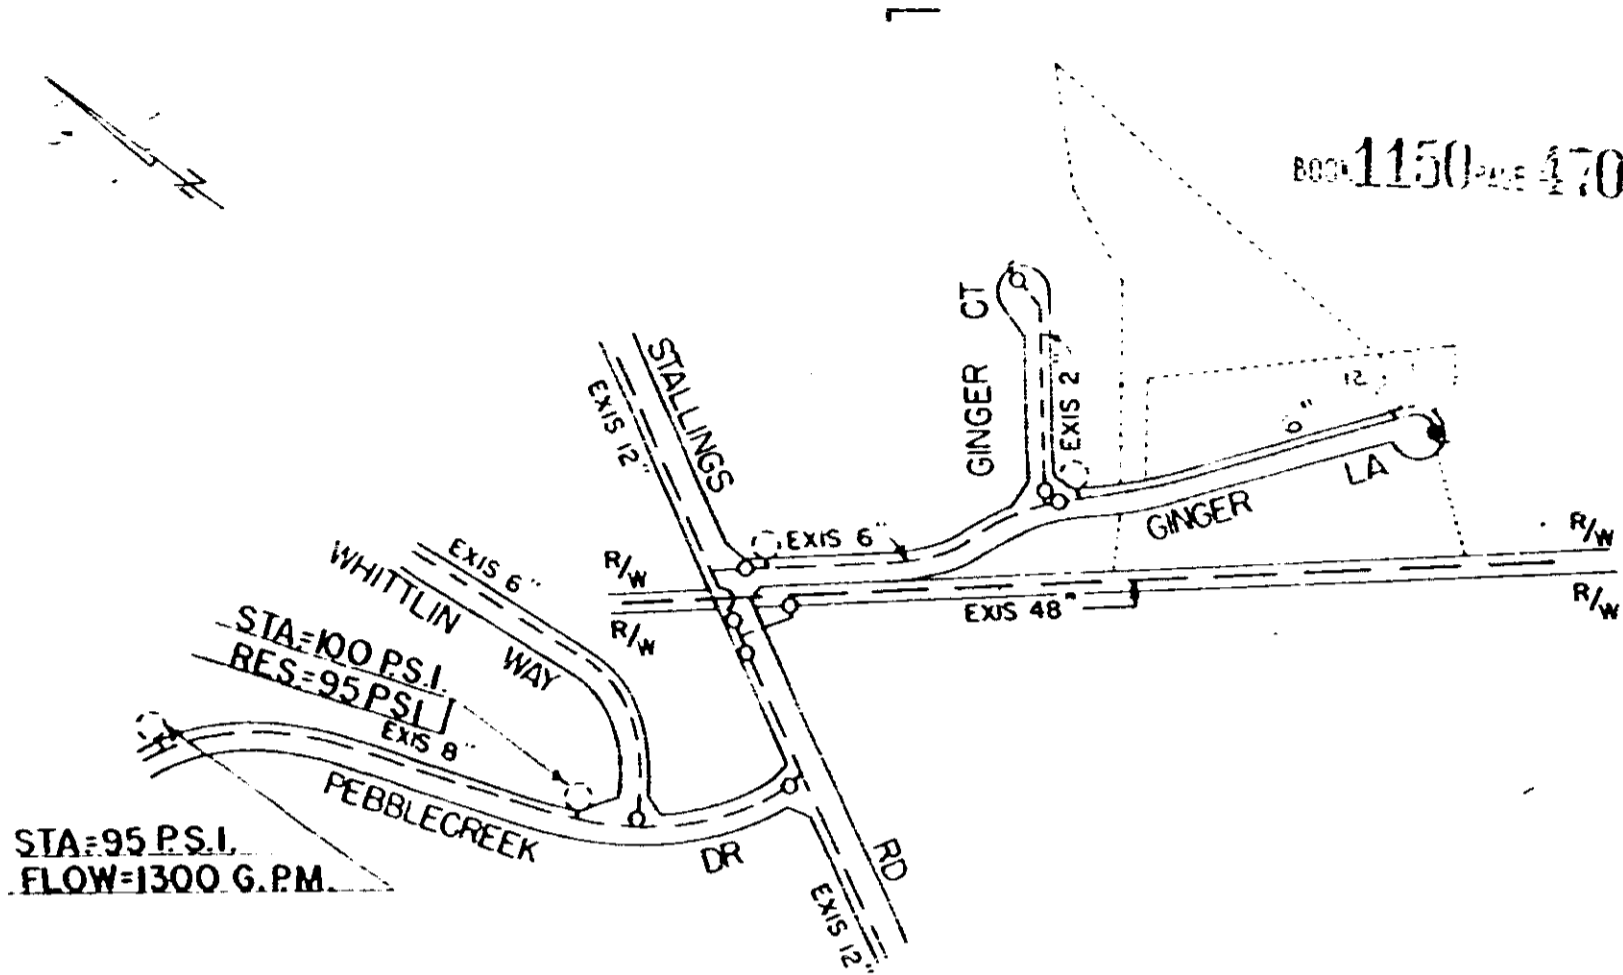 N
BOOK 1150 PAGE 470
STALLINGS
EXIS 12"
GINGER CT
EXIS 2"
12
6"
GINGER LA
EXIS 6"
R/W
R/W
R/W
R/W
EXIS 48"
EXIS 6"
WHITTLIN WAY
STA=100 P.S.I.
RES.=95 PSI
EXIS 8"
PEBBLECREEK DR
RD
EXIS 12"
STA=95 P.S.I.
FLOW=1300 G.P.M.